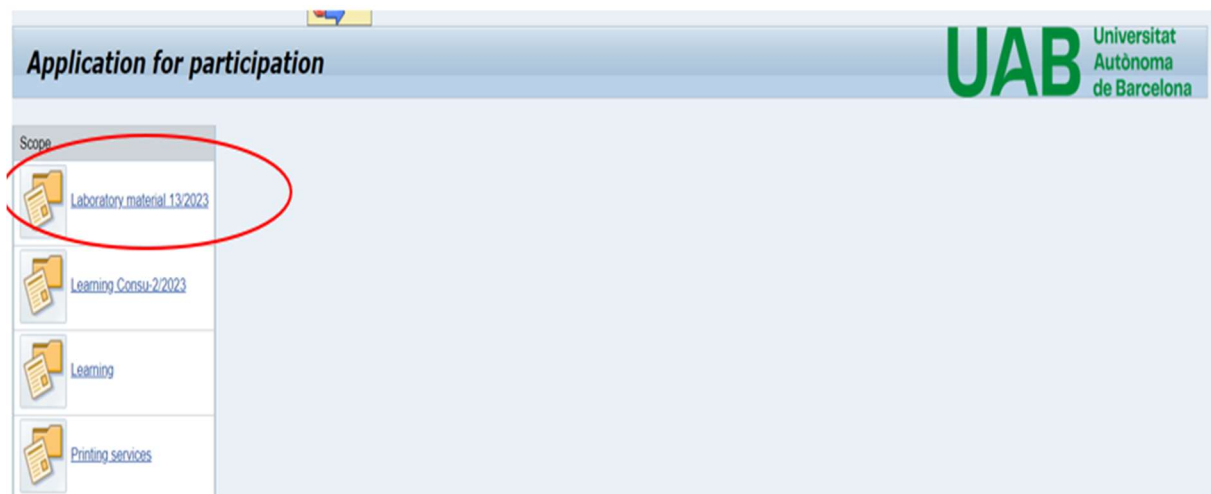 Application for participation
UAB
Universitat
Autònoma
de Barcelona
Scope
Laboratory material 13/2023
Learning Consu-2/2023
Learning
Printing services